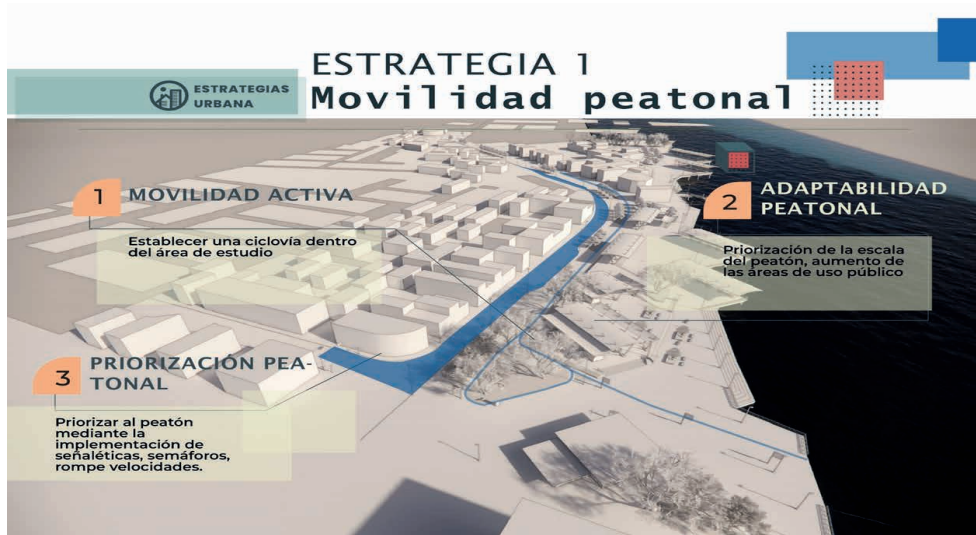 ESTRATEGIAS
URBANA
ESTRATEGIA 1
Movilidad peatonal
1 MOVILIDAD ACTIVA
Establecer una ciclovía dentro
del área de estudio
2 ADAPTABILIDAD
PEATONAL
Priorización de la escala
del peatón, aumento de
las áreas de uso público
3 PRIORIZACIÓN PEA-
TONAL
Priorizar al peatón
mediante la
implementación de
señaléticas, semáforos,
rompe velocidades.